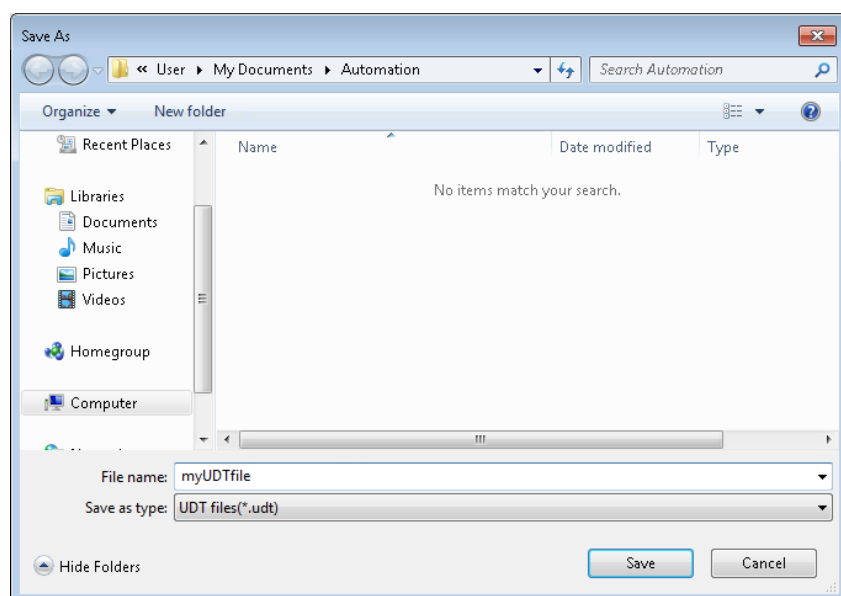 Save As
« User ▸ My Documents ▸ Automation
Search Automation
Organize ▾ New folder
Recent Places
Libraries
Documents
Music
Pictures
Videos
Homegroup
Computer
Name Date modified Type
No items match your search.
File name: myUDTfile
Save as type: UDT files(*.udt)
Hide Folders
Save Cancel